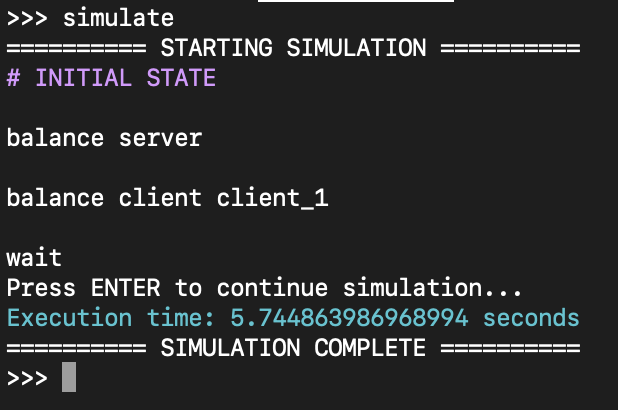 >>> simulate
========== STARTING SIMULATION ==========
# INITIAL STATE
balance server
balance client client_1
wait
Press ENTER to continue simulation...
Execution time: 5.744863986968994 seconds
========== SIMULATION COMPLETE ==========
>>>